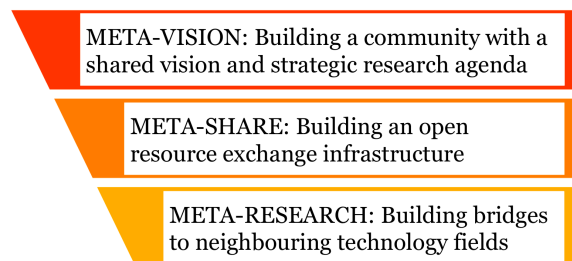 META-VISION: Building a community with a
shared vision and strategic research agenda
META-SHARE: Building an open
resource exchange infrastructure
META-RESEARCH: Building bridges
to neighbouring technology fields